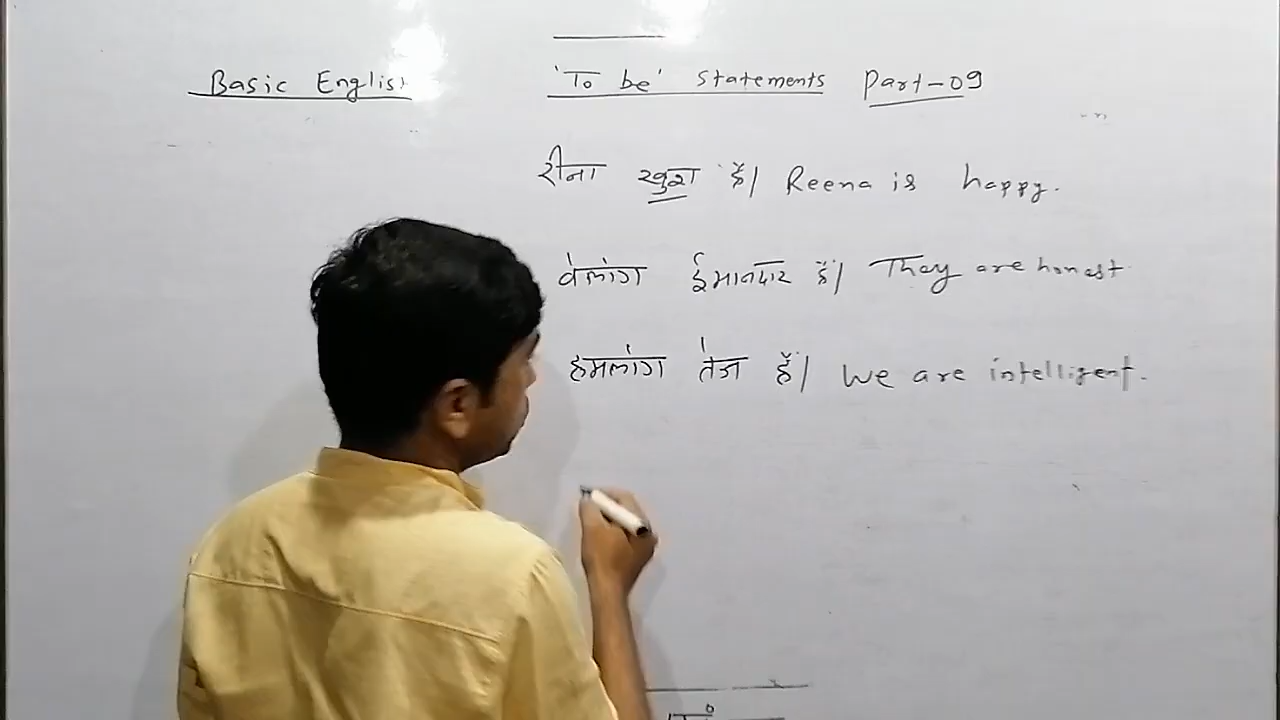 Basic English 'To be' Statements Part-09
रीना खुश है| Reena is happy.
वेलोग ईमानदार हैं| They are honest
हमलोग तेज हैं| We are intelligent.